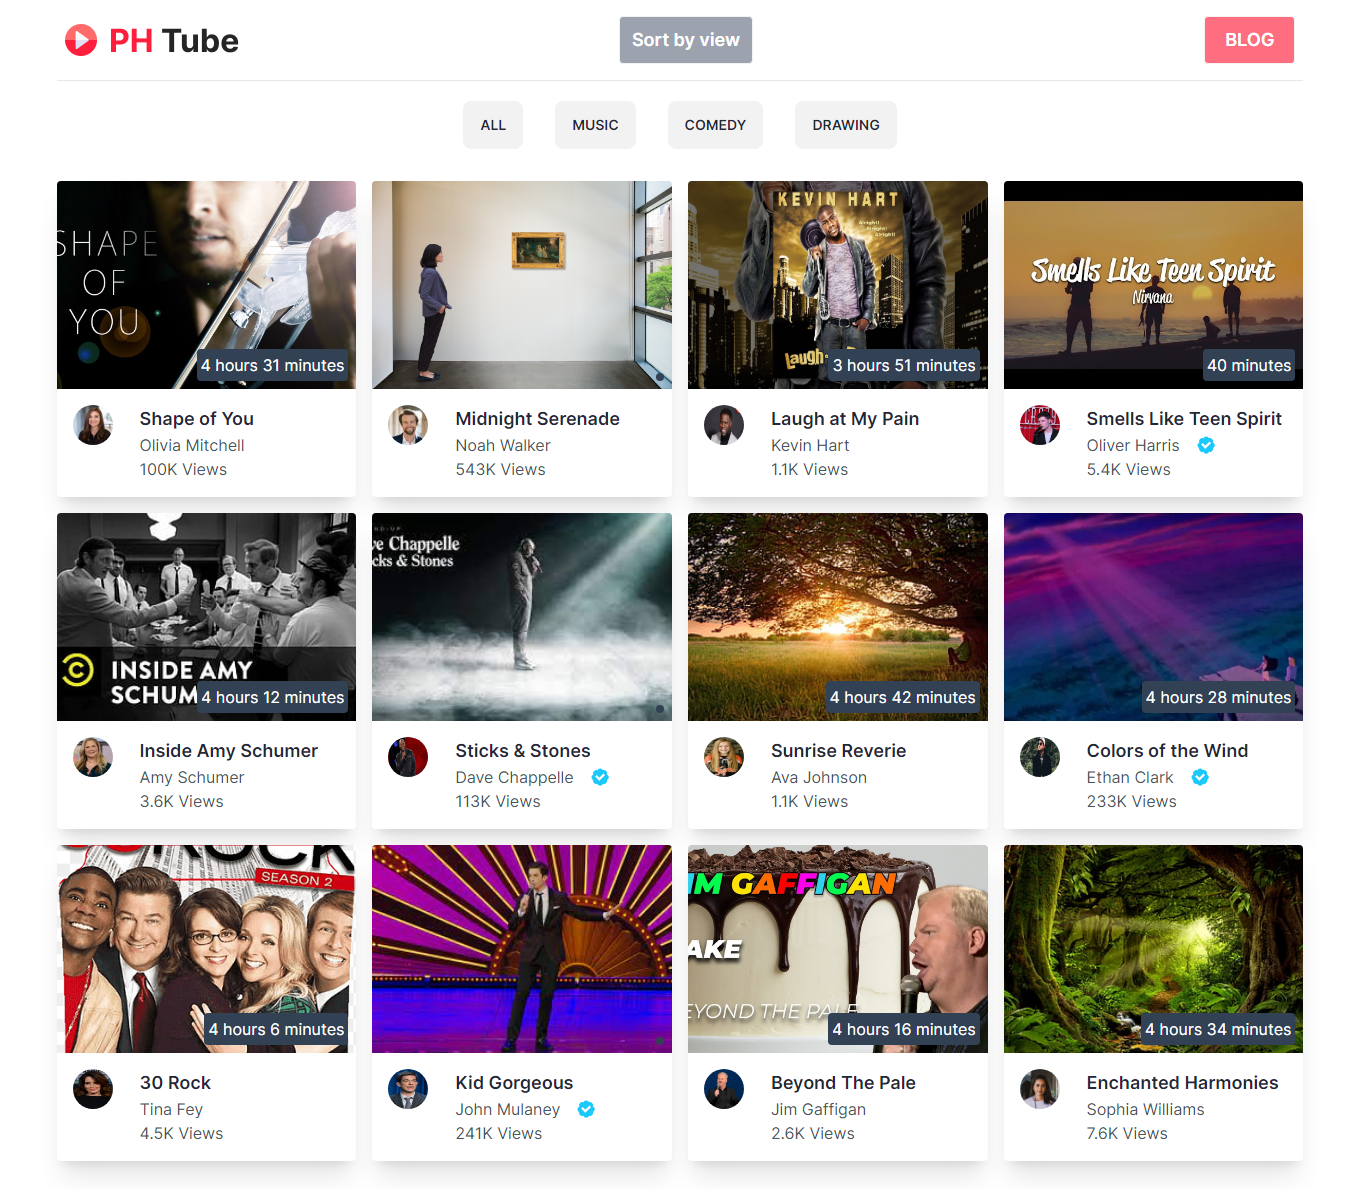 PH Tube
Sort by view
BLOG
ALL
MUSIC
COMEDY
DRAWING
SHAPE
OF
YOU
4 hours 31 minutes
Shape of You
Olivia Mitchell
100K Views
Midnight Serenade
Noah Walker
543K Views
KEVIN HART
Alright!
Alright!
Alright!
Laugh
3 hours 51 minutes
Laugh at My Pain
Kevin Hart
1.1K Views
Smells Like Teen Spirit
Nirvana
40 minutes
Smells Like Teen Spirit
Oliver Harris
5.4K Views
INSIDE AMY
SCHUM
4 hours 12 minutes
Inside Amy Schumer
Amy Schumer
3.6K Views
ve Chappelle
cks & Stones
Sticks & Stones
Dave Chappelle
113K Views
4 hours 42 minutes
Sunrise Reverie
Ava Johnson
1.1K Views
4 hours 28 minutes
Colors of the Wind
Ethan Clark
233K Views
ROCK
SEASON 2
4 hours 6 minutes
30 Rock
Tina Fey
4.5K Views
Kid Gorgeous
John Mulaney
241K Views
IM GAFFIGAN
AKE
EYOND THE PALE
4 hours 16 minutes
Beyond The Pale
Jim Gaffigan
2.6K Views
4 hours 34 minutes
Enchanted Harmonies
Sophia Williams
7.6K Views